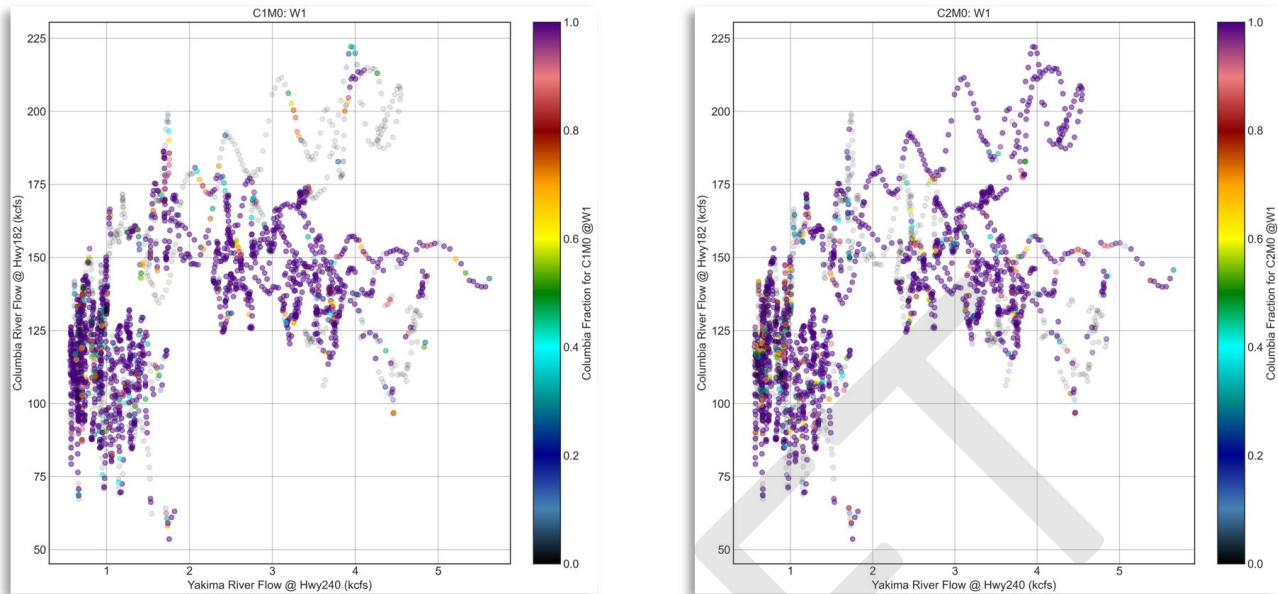 C1M0: W1
225
200
175
150
125
100
75
50
Columbia River Flow @ Hwy182 (kcfs)
1 2 3 4 5
Yakima River Flow @ Hwy240 (kcfs)
1.0
0.8
0.6
0.4
0.2
0.0
Columbia Fraction for C1M0 @W1
C2M0: W1
225
200
175
150
125
100
75
50
Columbia River Flow @ Hwy182 (kcfs)
1 2 3 4 5
Yakima River Flow @ Hwy240 (kcfs)
1.0
0.8
0.6
0.4
0.2
0.0
Columbia Fraction for C2M0 @W1